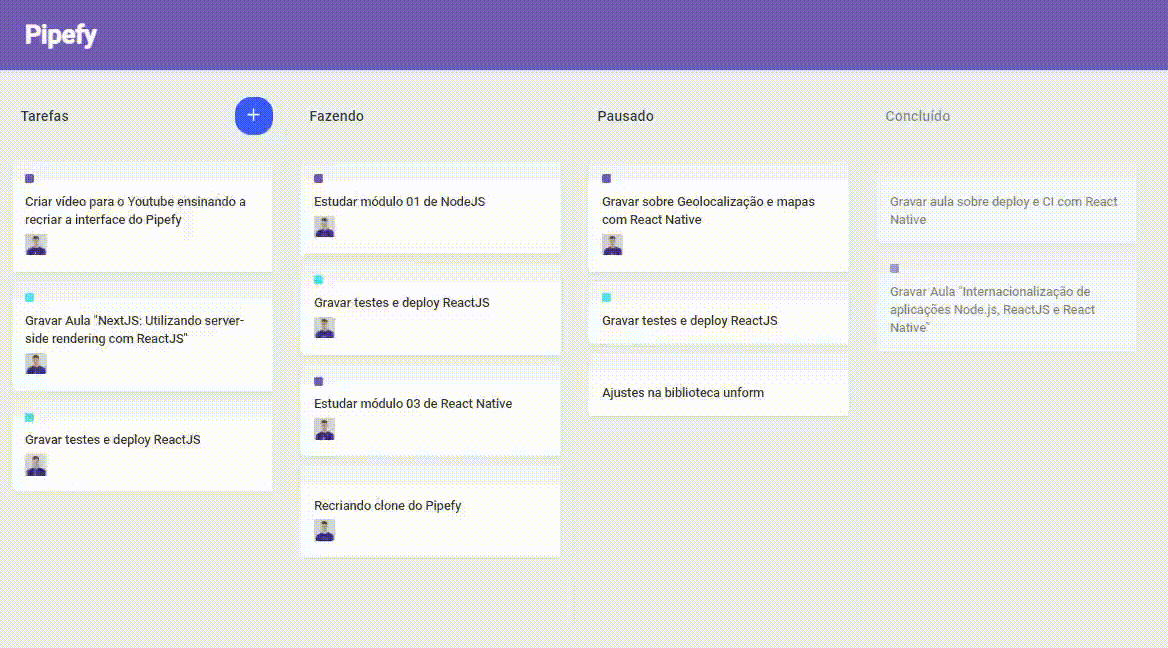 Pipefy
Tarefas
+
Criar vídeo para o Youtube ensinando a
recriar a interface do Pipefy
Gravar Aula "NextJS: Utilizando server-
side rendering com ReactJS"
Gravar testes e deploy ReactJS
Fazendo
Estudar módulo 01 de NodeJS
Gravar testes e deploy ReactJS
Estudar módulo 03 de React Native
Recriando clone do Pipefy
Pausado
Gravar sobre Geolocalização e mapas
com React Native
Gravar testes e deploy ReactJS
Ajustes na biblioteca unform
Concluído
Gravar aula sobre deploy e CI com React
Native
Gravar Aula "Internacionalização de
aplicações Node.js, ReactJS e React
Native"